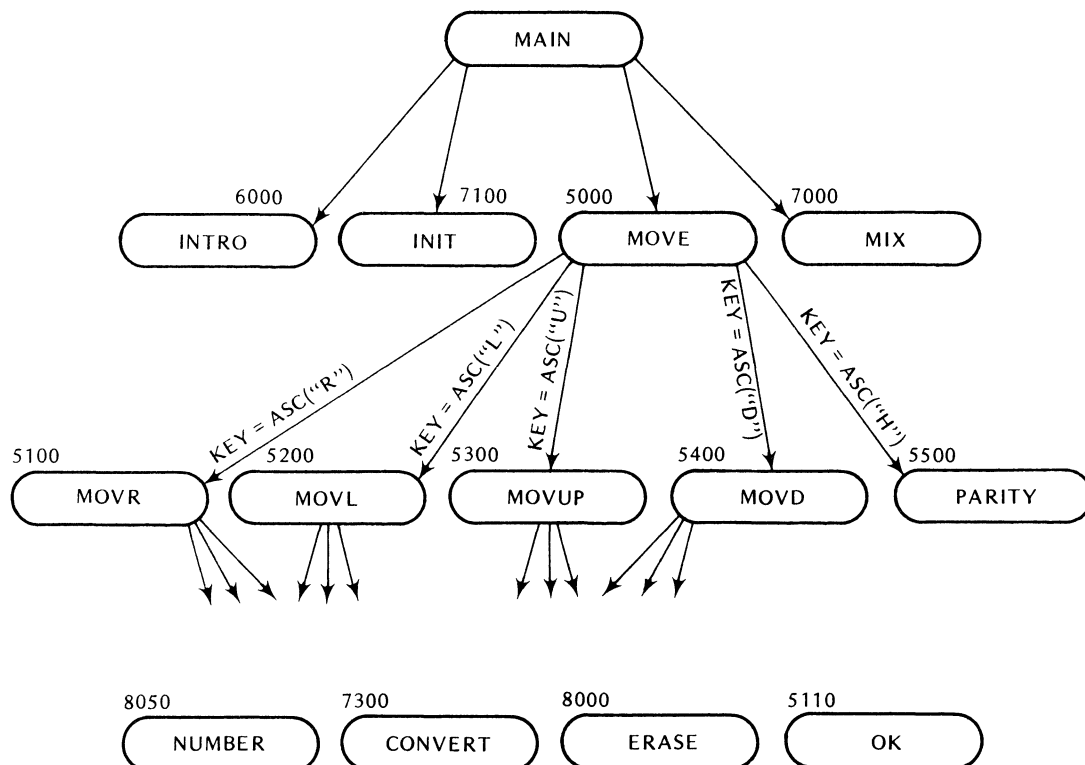 MAIN
6000
7100
5000
7000
INTRO
INIT
MOVE
MIX
KEY = ASC("R")
KEY = ASC("L")
KEY = ASC("U")
KEY = ASC("D")
KEY = ASC("H")
5100
5200
5300
5400
5500
MOVR
MOVL
MOVUP
MOVD
PARITY
8050
7300
8000
5110
NUMBER
CONVERT
ERASE
OK